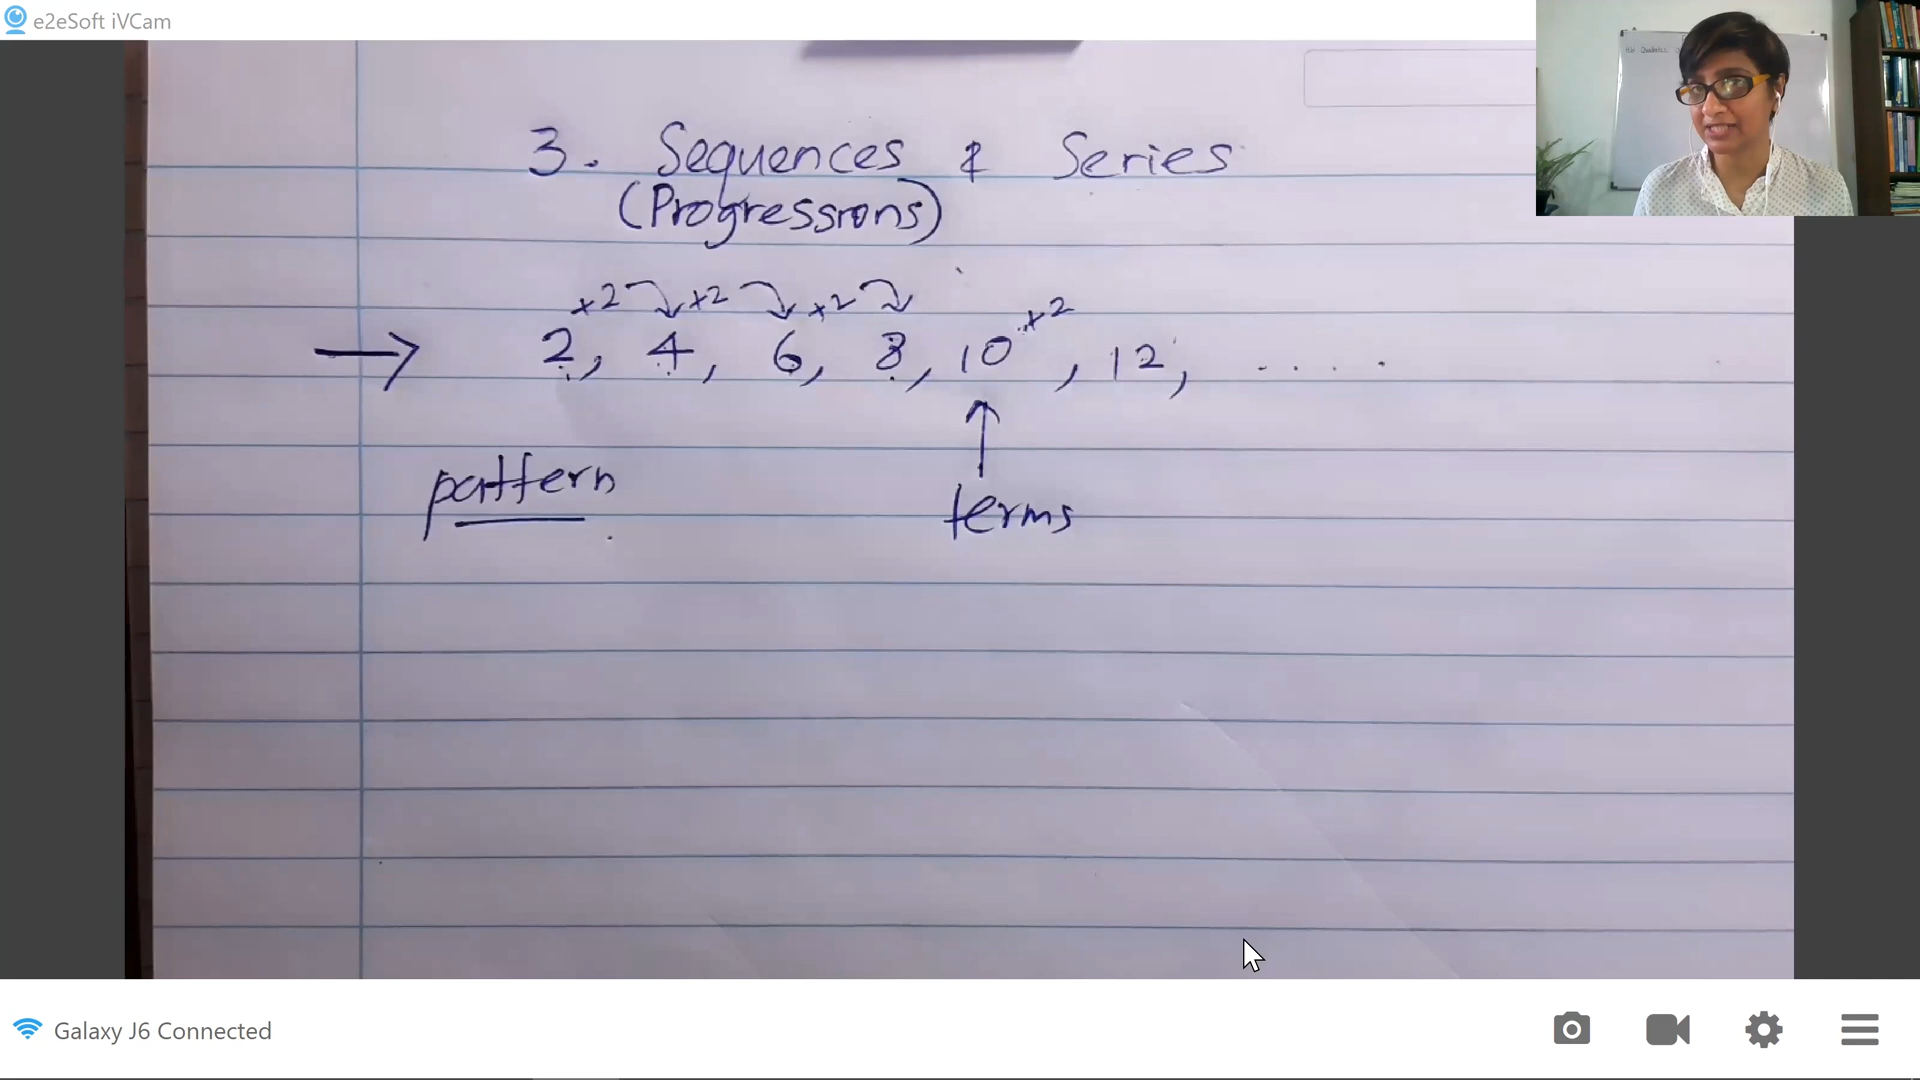 e2eSoft iVCam
3. Sequences & Series
(Progressions)
+2 +2 +2 +2
2, 4, 6, 8, 10, 12, ....
pattern
terms
Galaxy J6 Connected